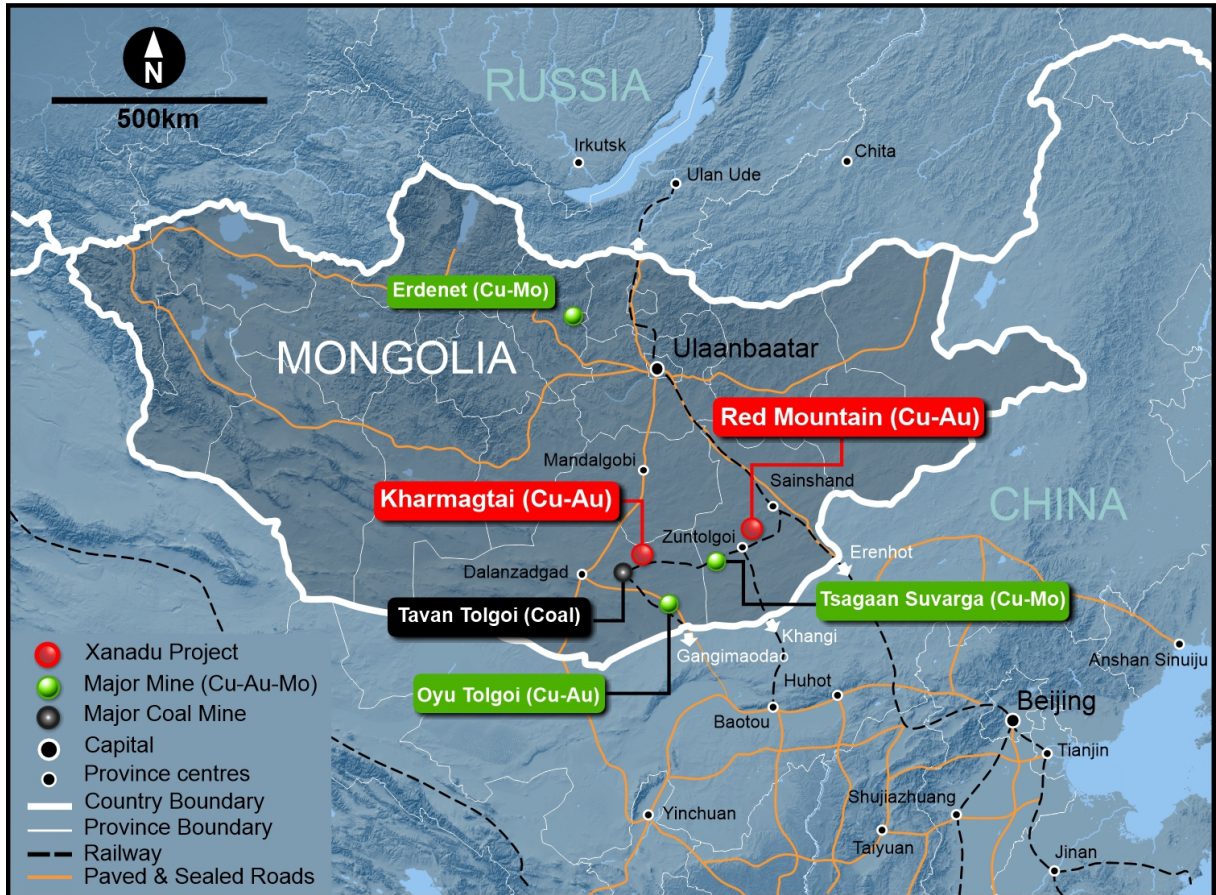 N
500km
RUSSIA
Irkutsk
Chita
Ulan Ude
Erdenet (Cu-Mo)
MONGOLIA
Ulaanbaatar
Red Mountain (Cu-Au)
Mandalgobi
Sainshand
Kharmagtai (Cu-Au)
CHINA
Zuntolgoi
Erenhot
Dalanzadgad
Tavan Tolgoi (Coal)
Tsagaan Suvarga (Cu-Mo)
Khangi
Gangimaodao
Anshan Sinuiju
Oyu Tolgoi (Cu-Au)
Huhot
Baotou
Beijing
Tianjin
Shujiazhuang
Yinchuan
Taiyuan
Jinan
Xanadu Project
Major Mine (Cu-Au-Mo)
Major Coal Mine
Capital
Province centres
Country Boundary
Province Boundary
Railway
Paved & Sealed Roads